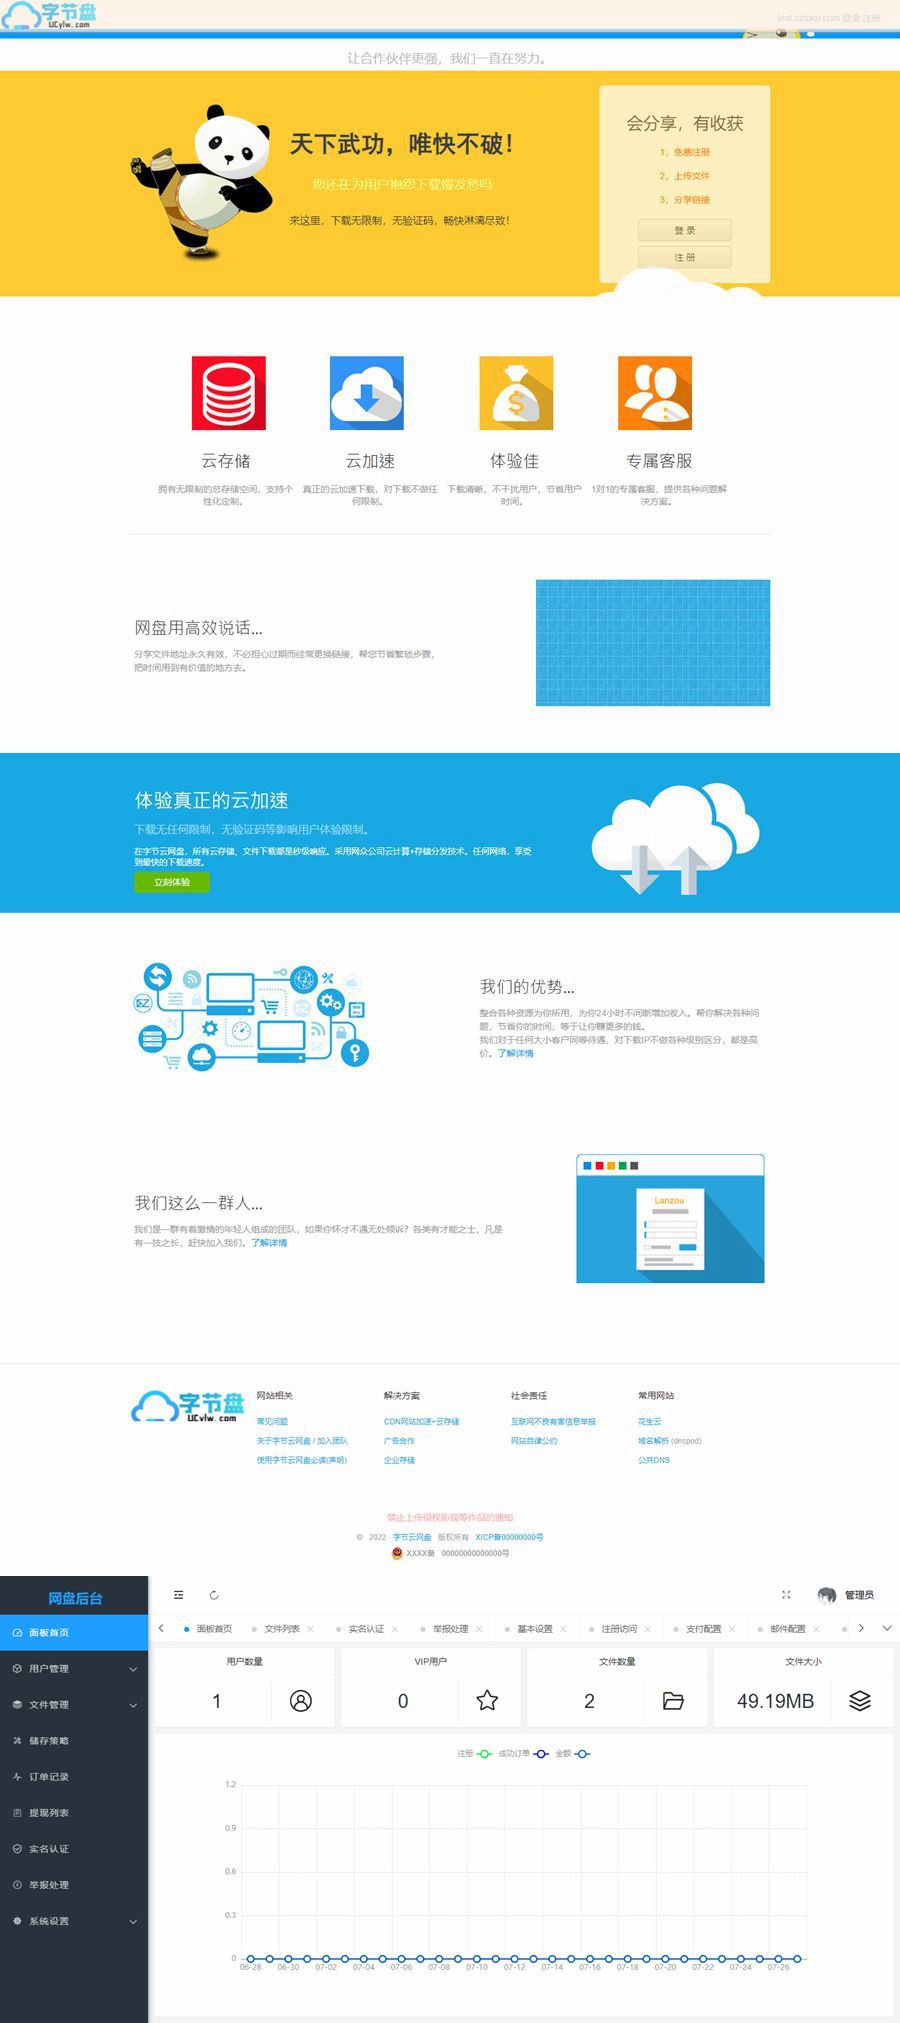 字节盘
UCylw.com
test.zztuku.com 登录 注册
让合作伙伴更强，我们一直在努力。
天下武功，唯快不破！
您还在为用户抱怨下载慢发愁吗
来这里，下载无限制，无验证码，畅快淋漓尽致！
会分享，有收获
1，免费注册
2，上传文件
3，分享链接
登 录
注 册
云存储
云加速
体验佳
专属客服
拥有无限制的总存储空间，支持个
性化定制。
真正的云加速下载，对下载不做任
何限制。
下载清晰，不干扰用户，节省用户
时间。
1对1的专属客服，提供各种问题解
决方案。
网盘用高效说话...
分享文件地址永久有效，不必担心过期而经常更换链接，帮您节省繁琐步骤，
把时间用到有价值的地方去。
体验真正的云加速
下载无任何限制，无验证码等影响用户体验限制。
在字节云网盘，所有云存储、文件下载都是秒级响应。采用网众公司云计算+存储分发技术。任何网络，享受
到最快的下载速度。
立刻体验
我们的优势...
整合各种资源为你所用，为你24小时不间断增加收入。帮你解决各种问
题，节省你的时间，等于让你赚更多的钱。
我们对于任何大小客户同等待遇，对下载IP不做各种级别区分，都是高
价。了解详情
我们这么一群人...
我们是一群有着激情的年轻人组成的团队，如果你怀才不遇无处倾诉？各类有才能之士，凡是
有一技之长，赶快加入我们。了解详情
Lanzou
字节盘
UCylw.com
网站相关
常见问题
关于字节云网盘 / 加入团队
使用字节云网盘必读(声明)
解决方案
CDN网站加速+云存储
广告合作
企业存储
社会责任
互联网不良有害信息举报
网站自律公约
常用网站
花生云
域名解析 (dnspod)
公共DNS
禁止上传侵权影视等作品的通知
© 2022 字节云网盘 版权所有 XICP备00000000号
XXXX备 00000000000000号
网盘后台
管理员
面板首页
用户管理
文件管理
储存策略
订单记录
提现列表
实名认证
举报处理
系统设置
面板首页
文件列表
实名认证
举报处理
基本设置
注册访问
支付配置
邮件配置
用户数量
1
VIP用户
0
文件数量
2
文件大小
49.19MB
注册 成功订单 金额
1.2
0.9
0.6
0.3
0
06-28 06-30 07-02 07-04 07-06 07-08 07-10 07-12 07-14 07-16 07-18 07-20 07-22 07-24 07-26